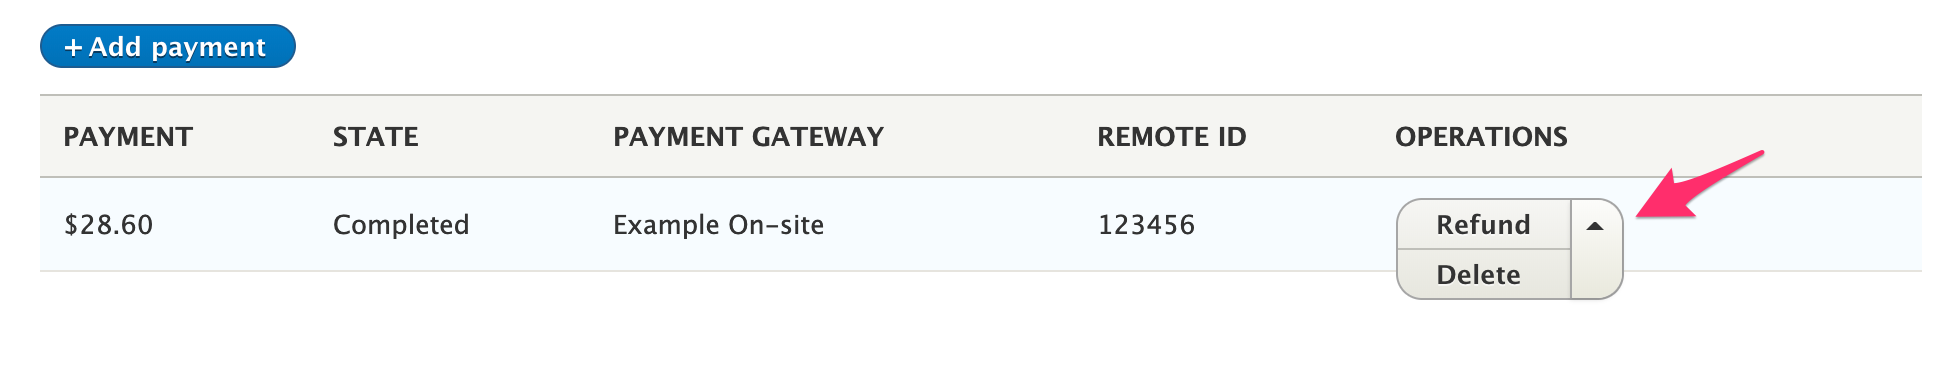 + Add payment
PAYMENT STATE PAYMENT GATEWAY REMOTE ID OPERATIONS
$28.60 Completed Example On-site 123456 Refund
Delete